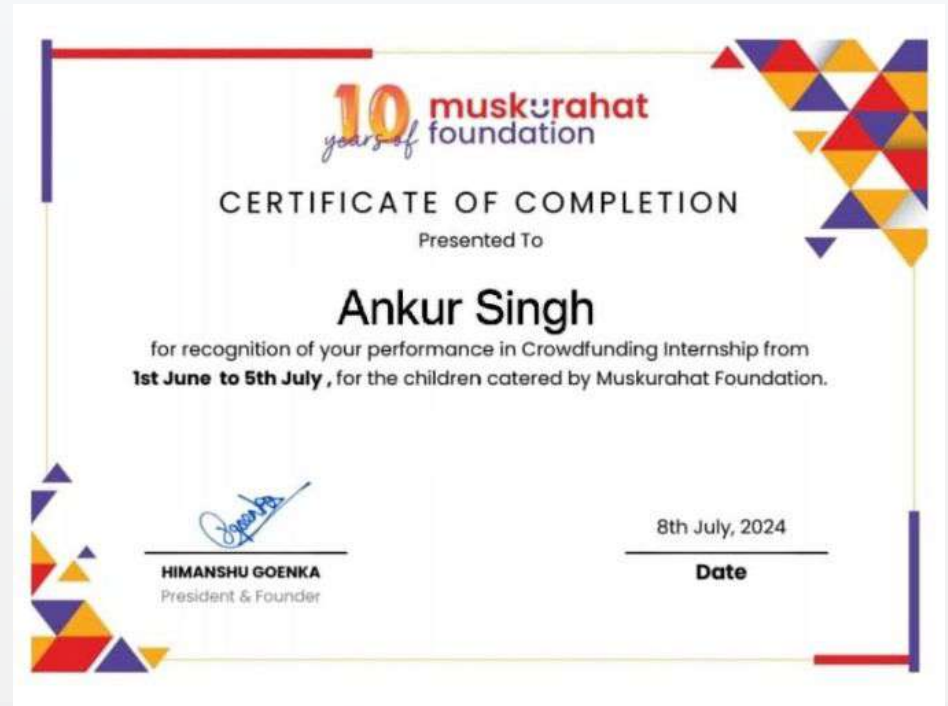 10 years of muskurahat foundation
CERTIFICATE OF COMPLETION
Presented To
Ankur Singh
for recognition of your performance in Crowdfunding Internship from
1st June to 5th July , for the children catered by Muskurahat Foundation.
8th July, 2024
HIMANSHU GOENKA
Date
President & Founder